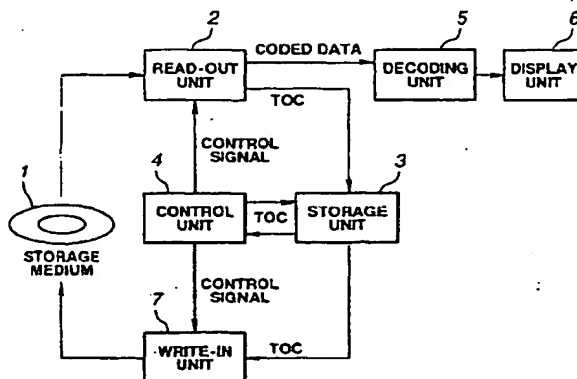 2
READ-OUT
UNIT
CODED DATA
TOC
5
DECODING
UNIT
6
DISPLAY
UNIT
CONTROL
SIGNAL
1
STORAGE
MEDIUM
4
CONTROL
UNIT
TOC
3
STORAGE
UNIT
CONTROL
SIGNAL
7
WRITE-IN
UNIT
TOC